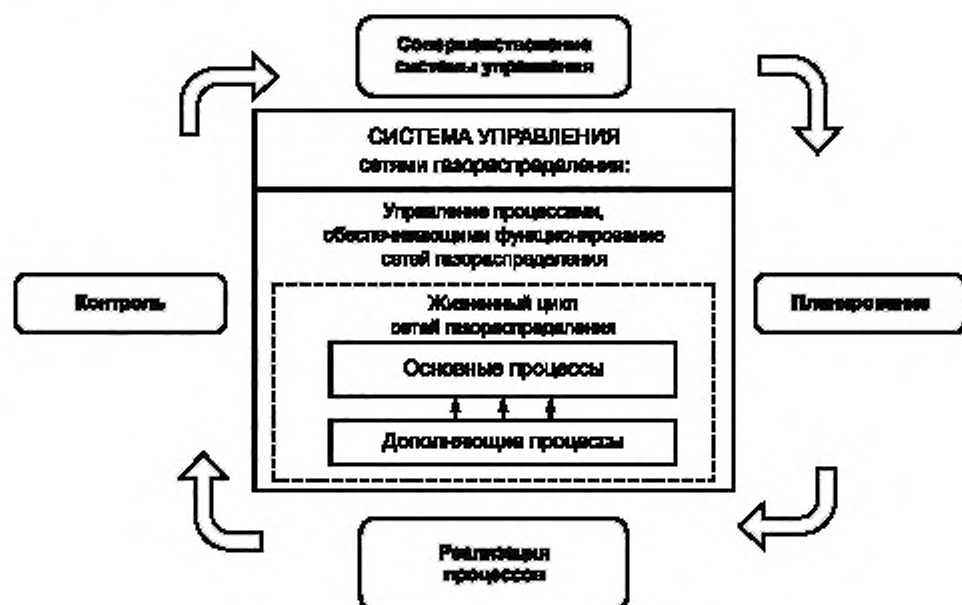 Совершенствование
системы управления
СИСТЕМА УПРАВЛЕНИЯ
сетями газораспределения:
Управление процессами,
обеспечивающими функционирование
сетей газораспределения
Контроль
Жизненный цикл
сетей газораспределения
Планирование
Основные процессы
Дополняющие процессы
Реализация
процессов